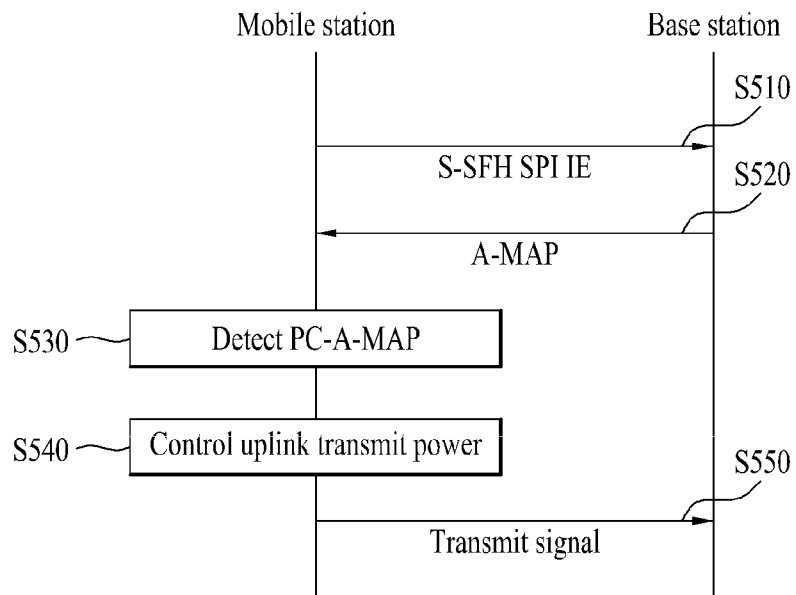 Mobile station
Base station
S510
S-SFH SPI IE
S520
A-MAP
S530
Detect PC-A-MAP
S540
Control uplink transmit power
S550
Transmit signal